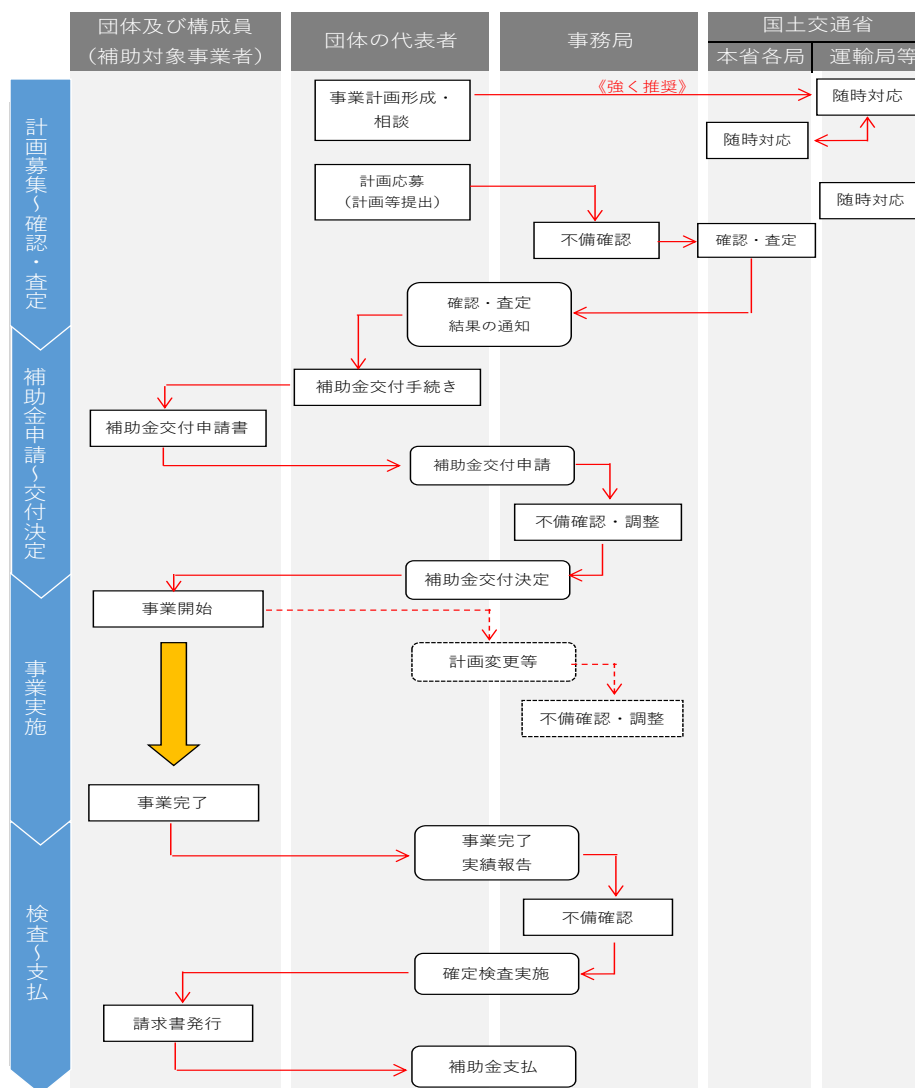 団体及び構成員
(補助対象事業者)
団体の代表者
事務局
国土交通省
本省各局
運輸局等
計画募集～確認・査定
事業計画形成・
相談
《強く推奨》
随時対応
随時対応
計画応募
(計画等提出)
随時対応
不備確認
確認・査定
確認・査定
結果の通知
補助金申請～交付決定
補助金交付手続き
補助金交付申請書
補助金交付申請
不備確認・調整
補助金交付決定
事業実施
事業開始
計画変更等
不備確認・調整
事業完了
検査～支払
事業完了
実績報告
不備確認
確定検査実施
請求書発行
補助金支払